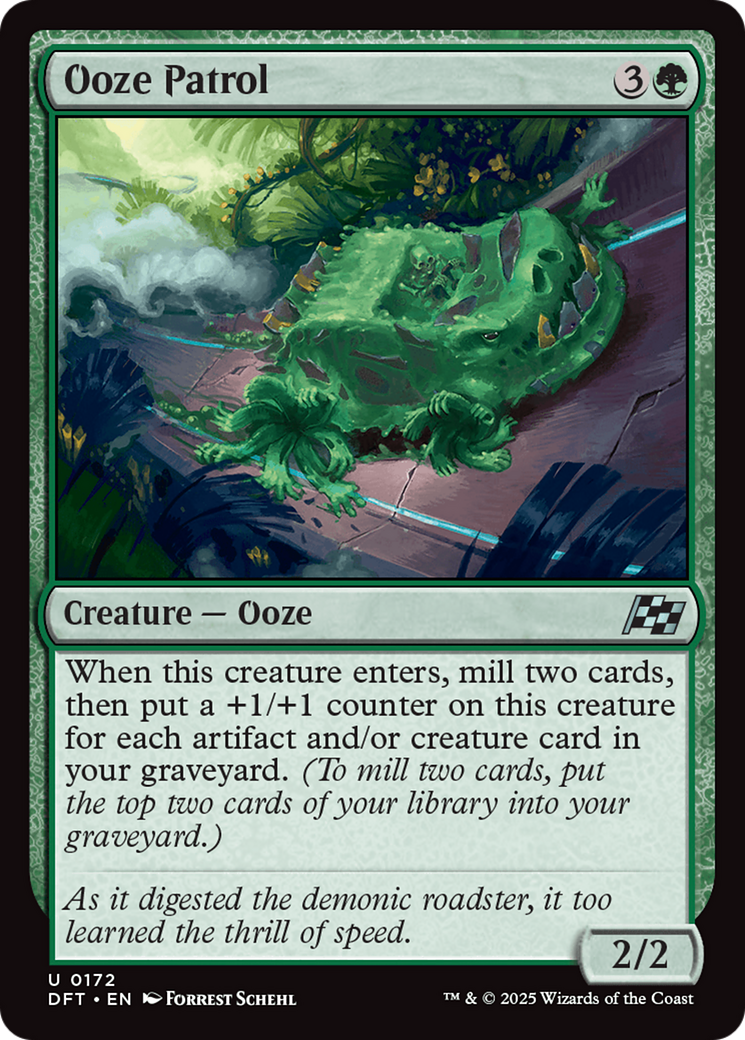 Ooze Patrol 3
Creature — Ooze
When this creature enters, mill two cards,
then put a +1/+1 counter on this creature
for each artifact and/or creature card in
your graveyard. (To mill two cards, put
the top two cards of your library into your
graveyard.)
As it digested the demonic roadster, it too
learned the thrill of speed.
2/2
U 0172
DFT • EN Forrest Schehl ™ & © 2025 Wizards of the Coast